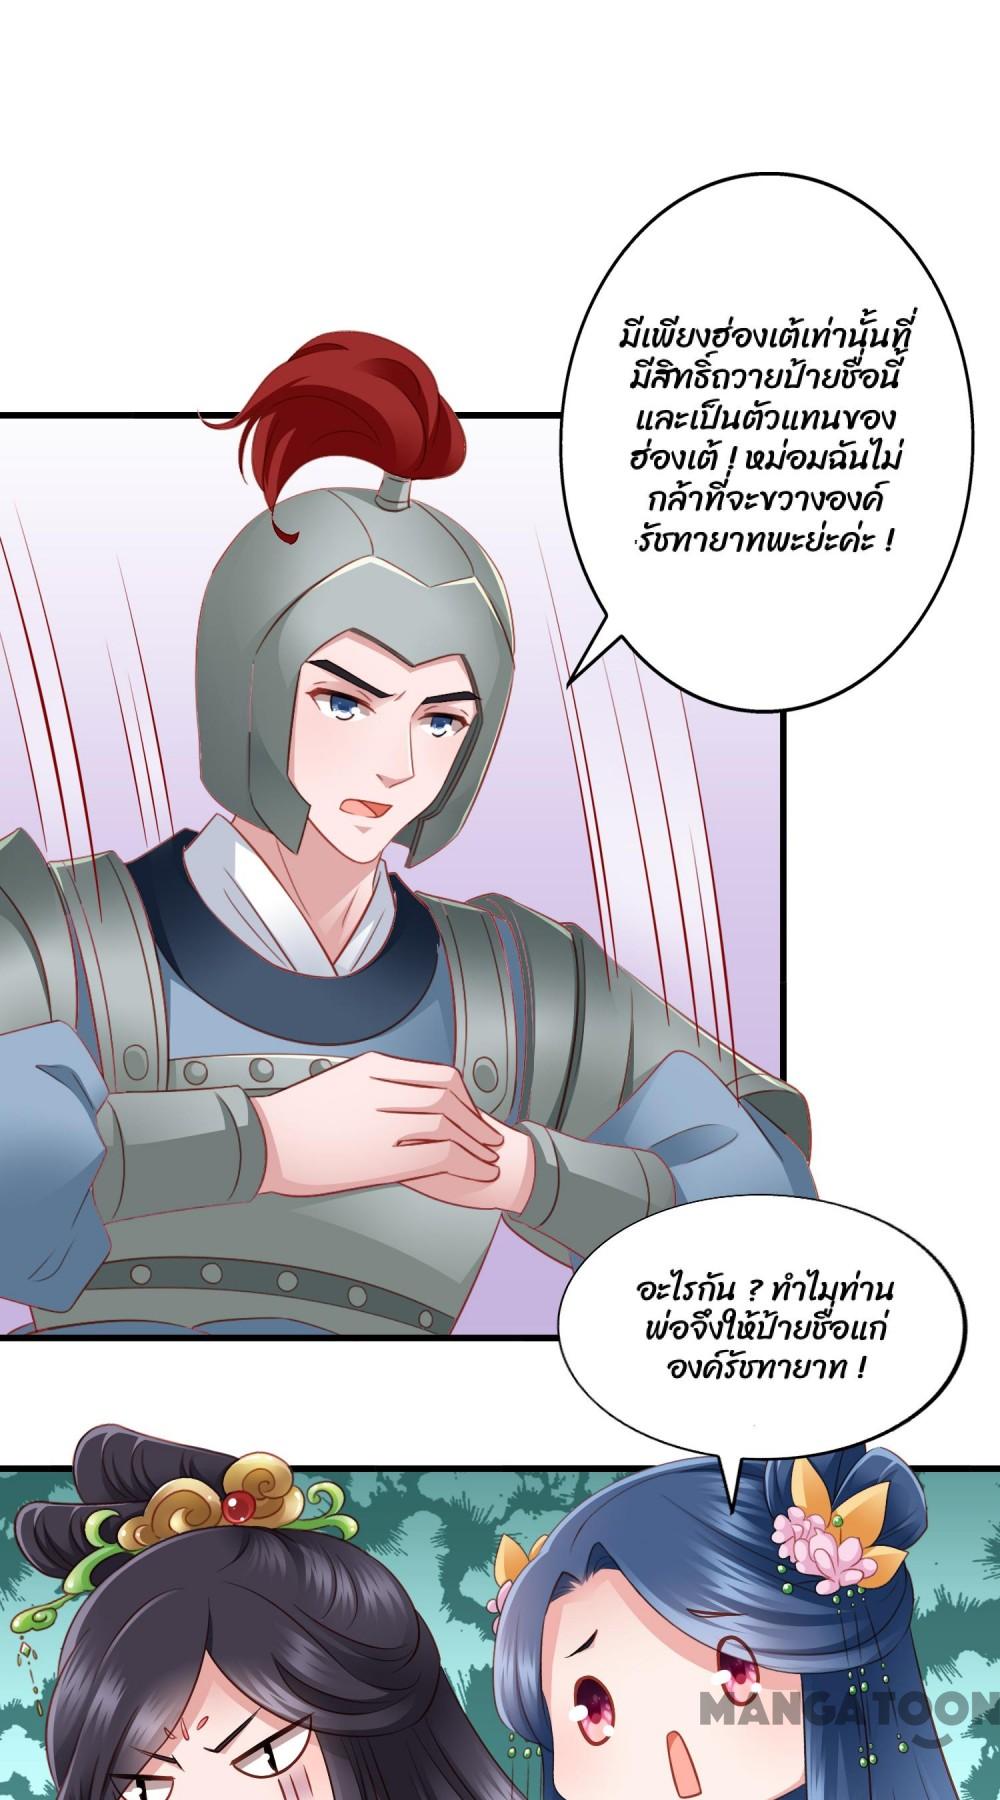 มีเพียงฮ่องเต้เท่านั้นที่
มีสิทธิ์ถวายป้ายชื่อนี้
และเป็นตัวแทนของ
ฮ่องเต้ ! หม่อมฉันไม่
กล้าที่จะขวางองค์
รัชทายาทพะย่ะค่ะ !
อะไรกัน ? ทำไมท่าน
พ่อจึงให้ป้ายชื่อแก่
องค์รัชทายาท !
MANGATOON